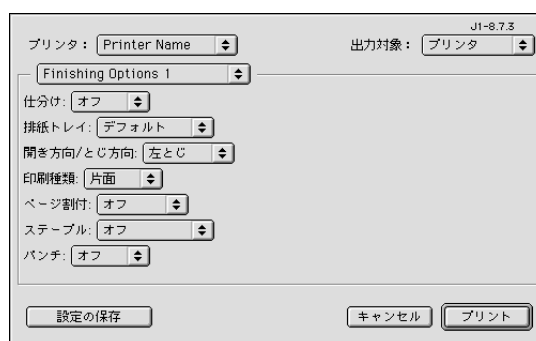 J1-8.7.3
プリンタ： Printer Name 出力対象： プリンタ
Finishing Options 1
仕分け: オフ
排紙トレイ: デフォルト
開き方向/とじ方向: 左とじ
印刷種類: 片面
ページ割付: オフ
ステープル: オフ
パンチ: オフ
設定の保存 キャンセル プリント